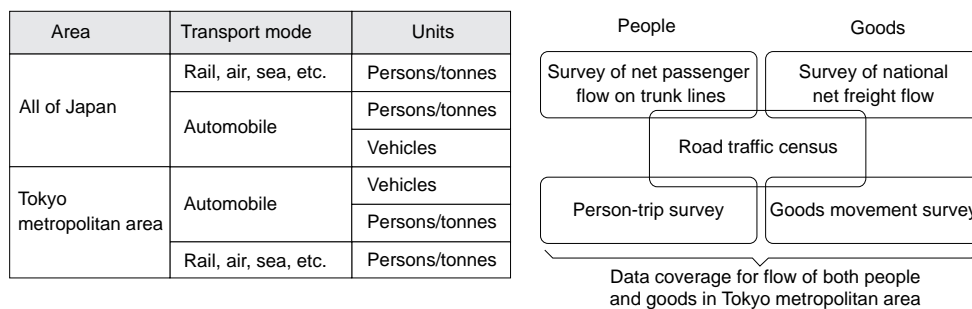 Area
Transport mode
Units
All of Japan
Rail, air, sea, etc.
Persons/tonnes
Automobile
Persons/tonnes
Vehicles
Tokyo
metropolitan area
Automobile
Vehicles
Persons/tonnes
Rail, air, sea, etc.
Persons/tonnes
People
Goods
Survey of net passenger
flow on trunk lines
Survey of national
net freight flow
Road traffic census
Person-trip survey
Goods movement survey
Data coverage for flow of both people
and goods in Tokyo metropolitan area